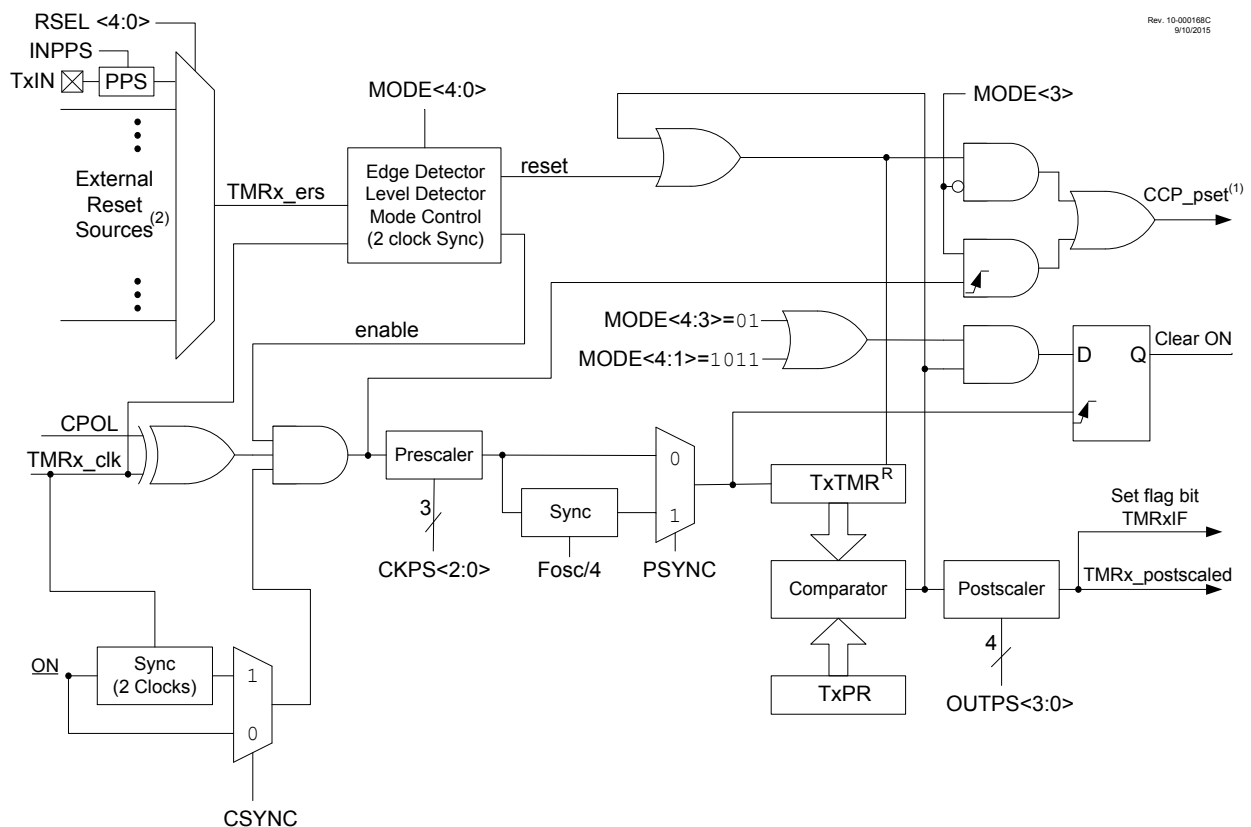 Rev. 10-000168C
9/10/2015
RSEL <4:0>
INPPS
TxIN
PPS
MODE<4:0>
MODE<3>
External
Reset
Sources(2)
TMRx_ers
Edge Detector
Level Detector
Mode Control
(2 clock Sync)
reset
CCP_pset(1)
enable
MODE<4:3>=01
MODE<4:1>=1011
D
Q
Clear ON
CPOL
TMRx_clk
Prescaler
0
1
Sync
3
CKPS<2:0>
Fosc/4
PSYNC
TxTMR
R
Set flag bit
TMRxIF
Comparator
Postscaler
TMRx_postscaled
ON
Sync
(2 Clocks)
1
0
TxPR
4
OUTPS<3:0>
CSYNC